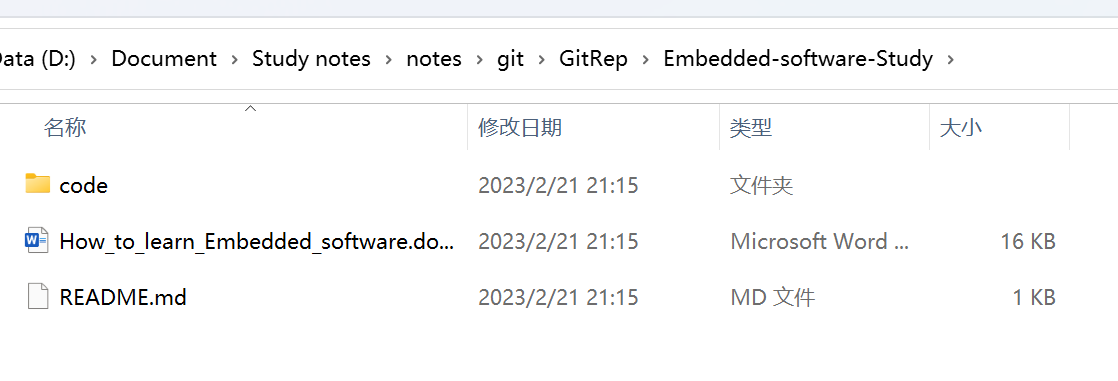 ata (D:) › Document › Study notes › notes › git › GitRep › Embedded-software-Study ›
名称 修改日期 类型 大小
code 2023/2/21 21:15 文件夹
How_to_learn_Embedded_software.do... 2023/2/21 21:15 Microsoft Word ... 16 KB
README.md 2023/2/21 21:15 MD 文件 1 KB